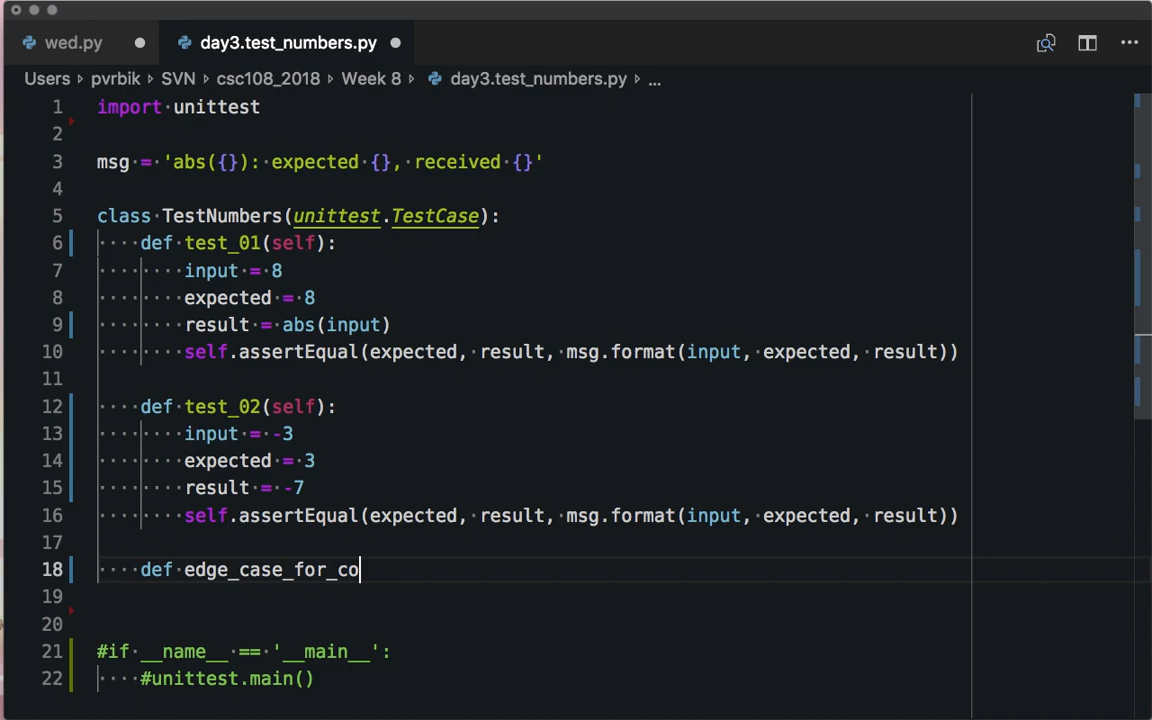 wed.py day3.test_numbers.py
Users pvrbik SVN csc108_2018 Week 8 day3.test_numbers.py ...
1 import unittest
2
3 msg = 'abs({}): expected {}, received {}'
4
5 class TestNumbers(unittest.TestCase):
6 def test_01(self):
7 input = 8
8 expected = 8
9 result = abs(input)
10 self.assertEqual(expected, result, msg.format(input, expected, result))
11
12 def test_02(self):
13 input = -3
14 expected = 3
15 result = -7
16 self.assertEqual(expected, result, msg.format(input, expected, result))
17
18 def edge_case_for_co
19
20
21 #if __name__ == '__main__':
22 #unittest.main()